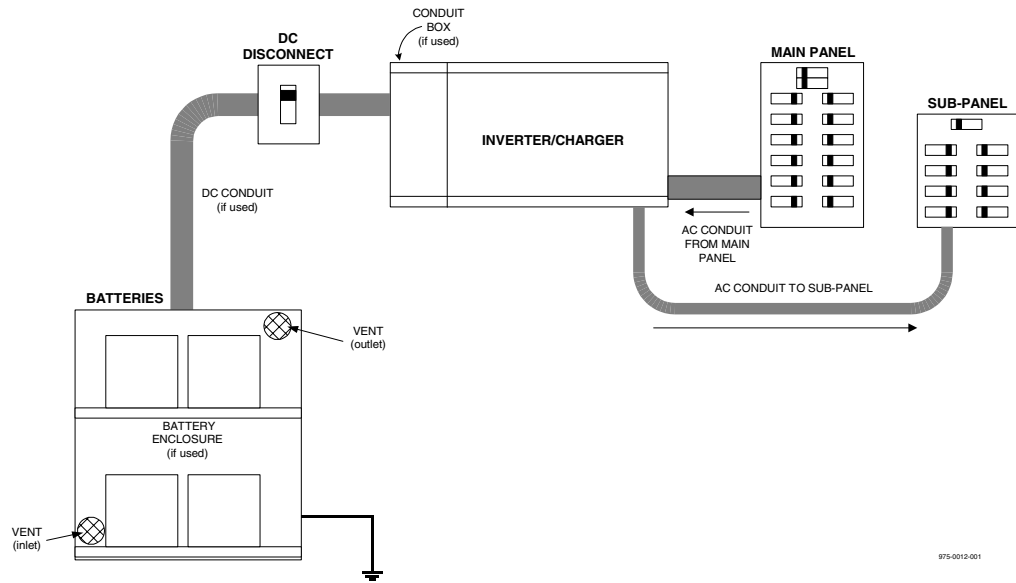 CONDUIT
BOX
(if used)
DC
DISCONNECT
MAIN PANEL
SUB-PANEL
INVERTER/CHARGER
DC CONDUIT
(if used)
AC CONDUIT
FROM MAIN
PANEL
AC CONDUIT TO SUB-PANEL
BATTERIES
VENT
(outlet)
BATTERY
ENCLOSURE
(if used)
VENT
(inlet)
975-0012-001